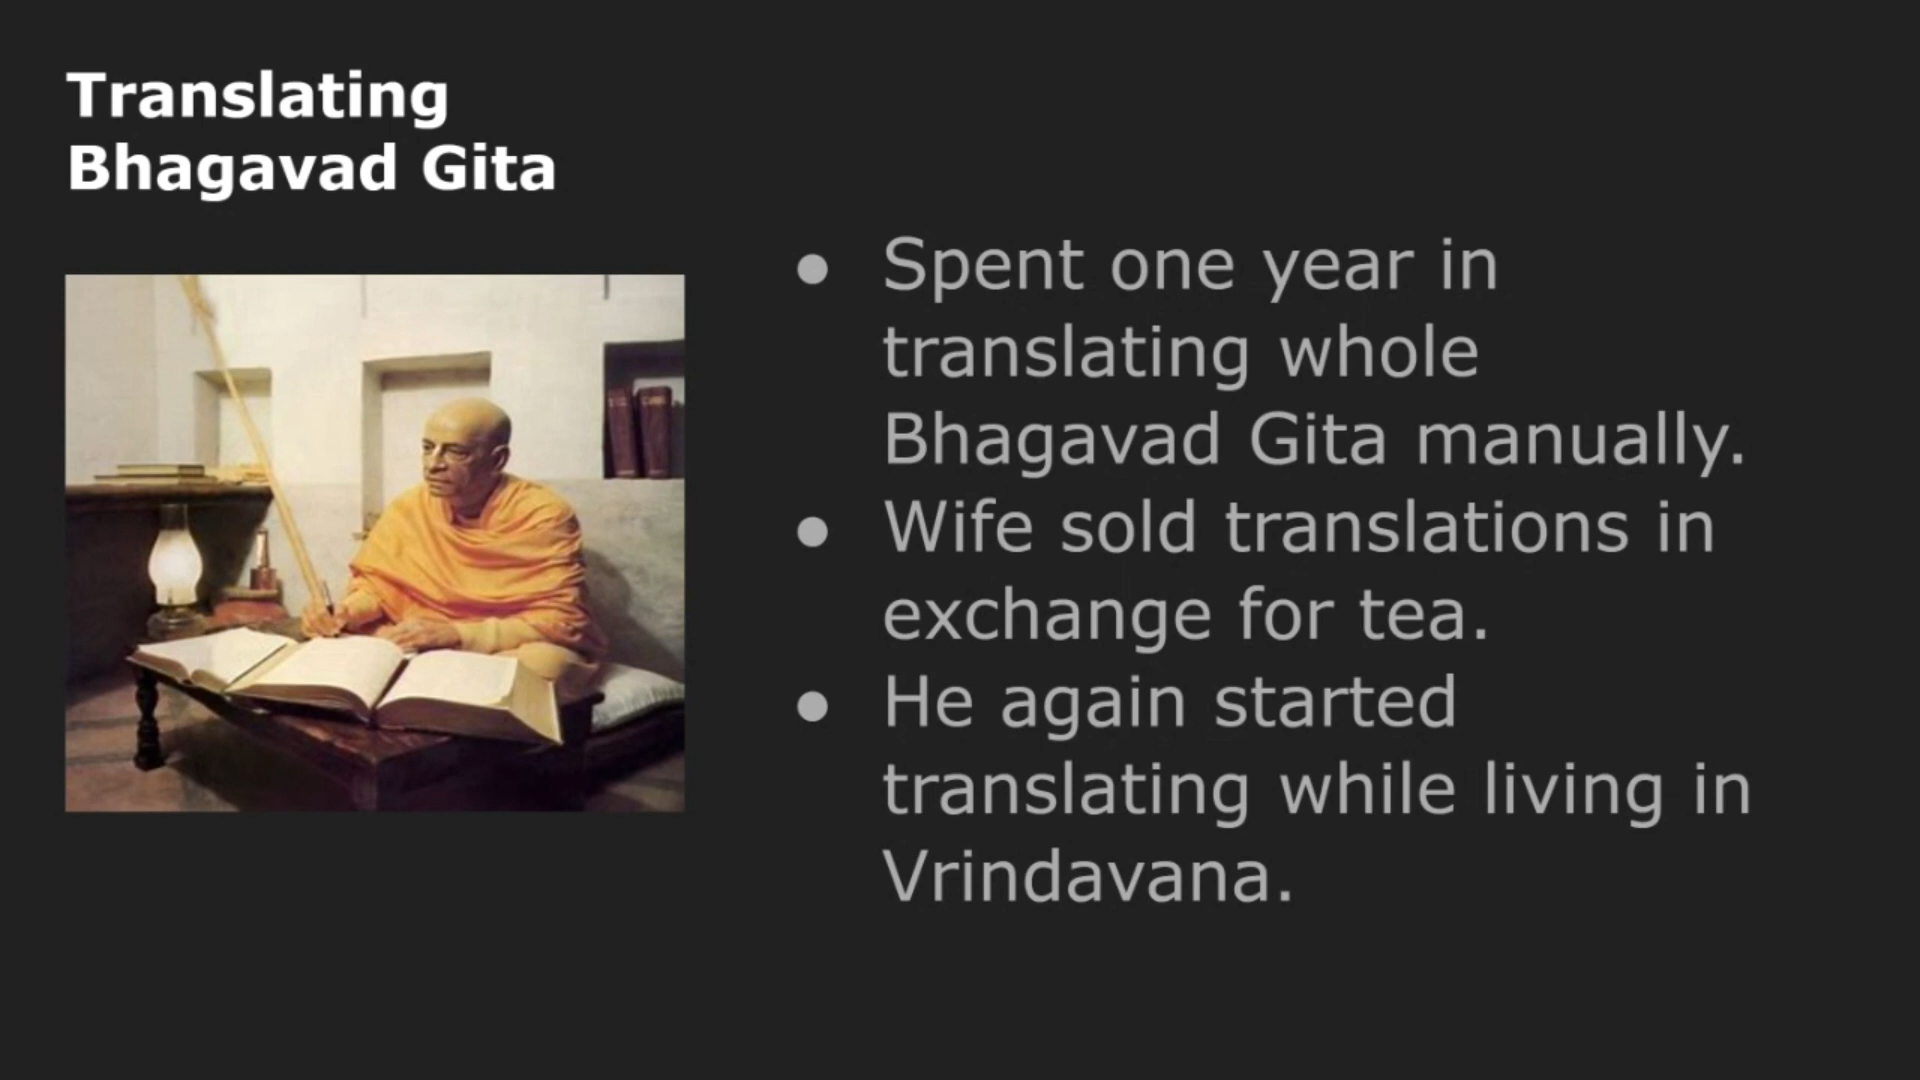 Translating
Bhagavad Gita
● Spent one year in
translating whole
Bhagavad Gita manually.
● Wife sold translations in
exchange for tea.
● He again started
translating while living in
Vrindavana.